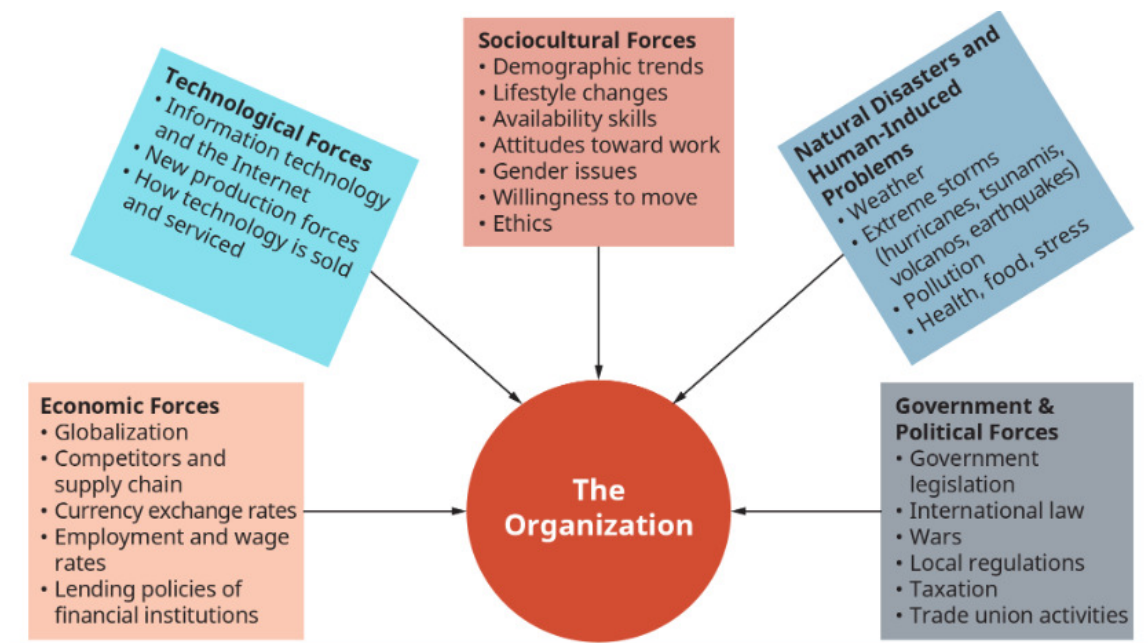 Technological Forces
• Information technology
and the Internet
• New production forces
• How technology is sold
and serviced
Sociocultural Forces
• Demographic trends
• Lifestyle changes
• Availability skills
• Attitudes toward work
• Gender issues
• Willingness to move
• Ethics
Natural Disasters and
Human-Induced
Problems
• Weather
• Extreme storms
(hurricanes, tsunamis,
volcanos, earthquakes)
• Pollution
• Health, food, stress
Economic Forces
• Globalization
• Competitors and
supply chain
• Currency exchange rates
• Employment and wage
rates
• Lending policies of
financial institutions
The
Organization
Government &
Political Forces
• Government
legislation
• International law
• Wars
• Local regulations
• Taxation
• Trade union activities